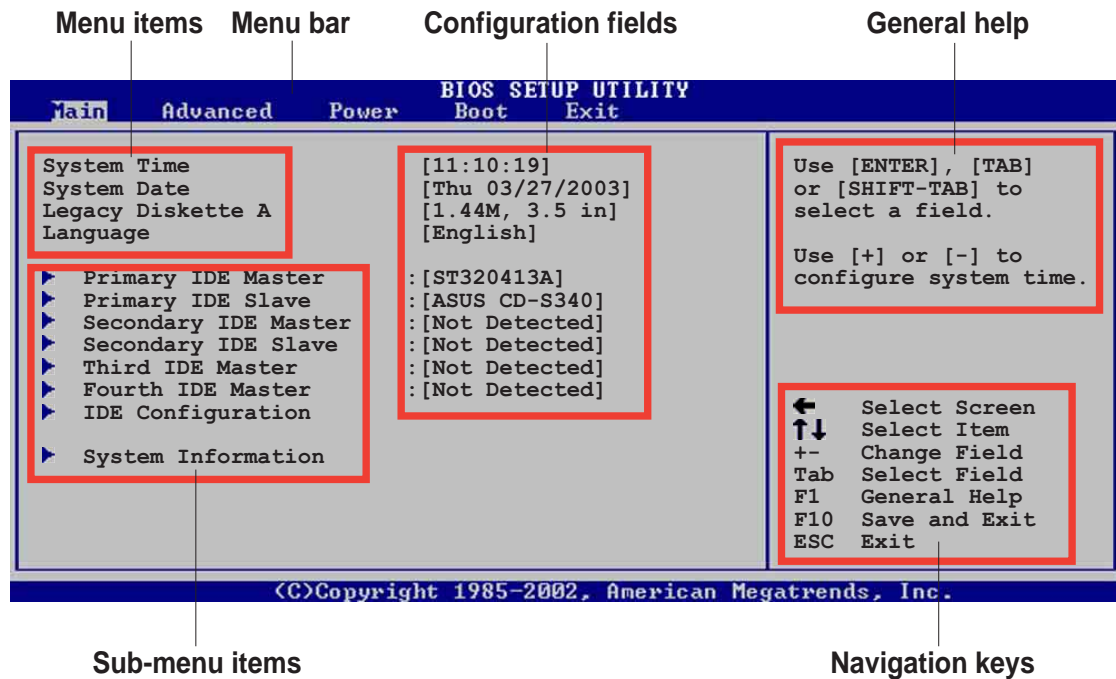 Menu items Menu bar Configuration fields General help
BIOS SETUP UTILITY
Main Advanced Power Boot Exit
System Time [11:10:19]
System Date [Thu 03/27/2003]
Legacy Diskette A [1.44M, 3.5 in]
Language [English]
Primary IDE Master :[ST320413A]
Primary IDE Slave :[ASUS CD-S340]
Secondary IDE Master :[Not Detected]
Secondary IDE Slave :[Not Detected]
Third IDE Master :[Not Detected]
Fourth IDE Master :[Not Detected]
IDE Configuration
System Information
Use [ENTER], [TAB]
or [SHIFT-TAB] to
select a field.
Use [+] or [-] to
configure system time.
← Select Screen
↑↓ Select Item
+- Change Field
Tab Select Field
F1 General Help
F10 Save and Exit
ESC Exit
(C)Copyright 1985-2002, American Megatrends, Inc.
Sub-menu items Navigation keys